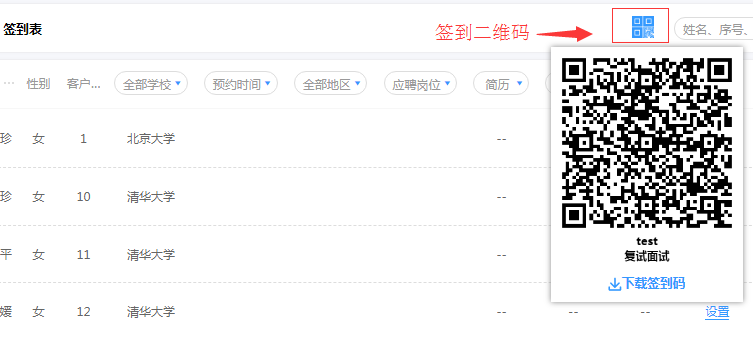 签到表
签到二维码
姓名、序号、
... 性别 客户... 全部学校 预约时间 全部地区 应聘岗位 简历
珍 女 1 北京大学 --
珍 女 10 清华大学 --
平 女 11 清华大学 --
媛 女 12 清华大学 -- -- -- 设置
test
复试面试
下载签到码